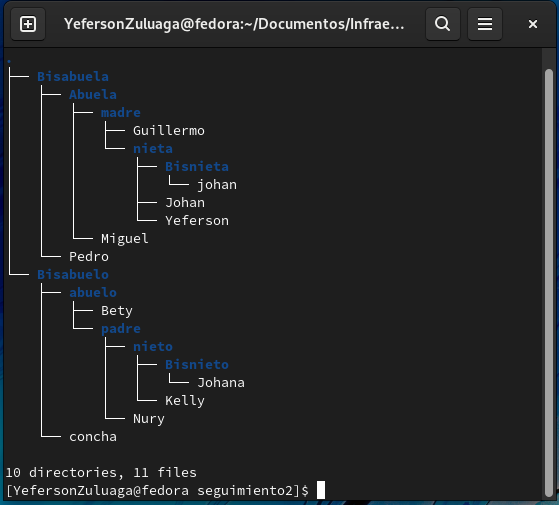 YefersonZuluaga@fedora:~/Documentos/Infrae...
.
├── Bisabuela
│   ├── Abuela
│   │   ├── madre
│   │   │   ├── Guillermo
│   │   │   └── nieta
│   │   │       ├── Bisnieta
│   │   │       │   └── johan
│   │   │       ├── Johan
│   │   │       └── Yeferson
│   │   └── Miguel
│   └── Pedro
└── Bisabuelo
    ├── abuelo
    │   ├── Bety
    │   └── padre
    │       ├── nieto
    │       │   ├── Bisnieto
    │       │   │   └── Johana
    │       │   └── Kelly
    │       └── Nury
    └── concha
10 directories, 11 files
[YefersonZuluaga@fedora seguimiento2]$